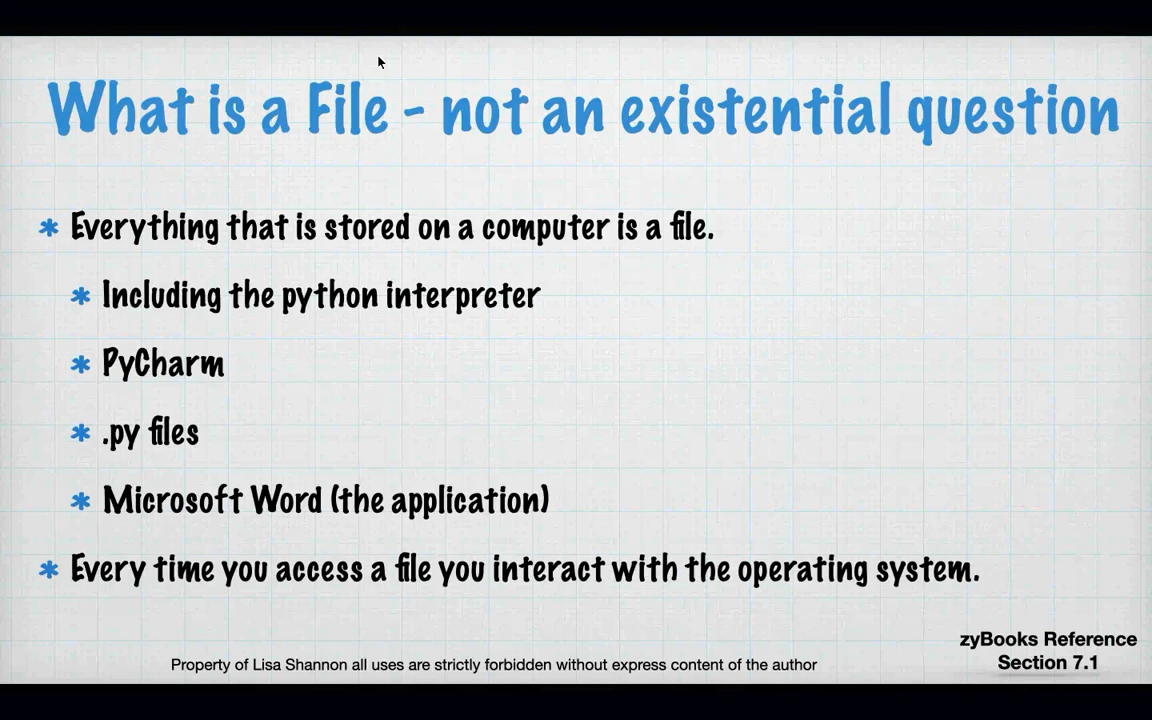 What is a File - not an existential question
* Everything that is stored on a computer is a file.
* Including the python interpreter
* PyCharm
* .py files
* Microsoft Word (the application)
* Every time you access a file you interact with the operating system.
zyBooks Reference
Section 7.1
Property of Lisa Shannon all uses are strictly forbidden without express content of the author